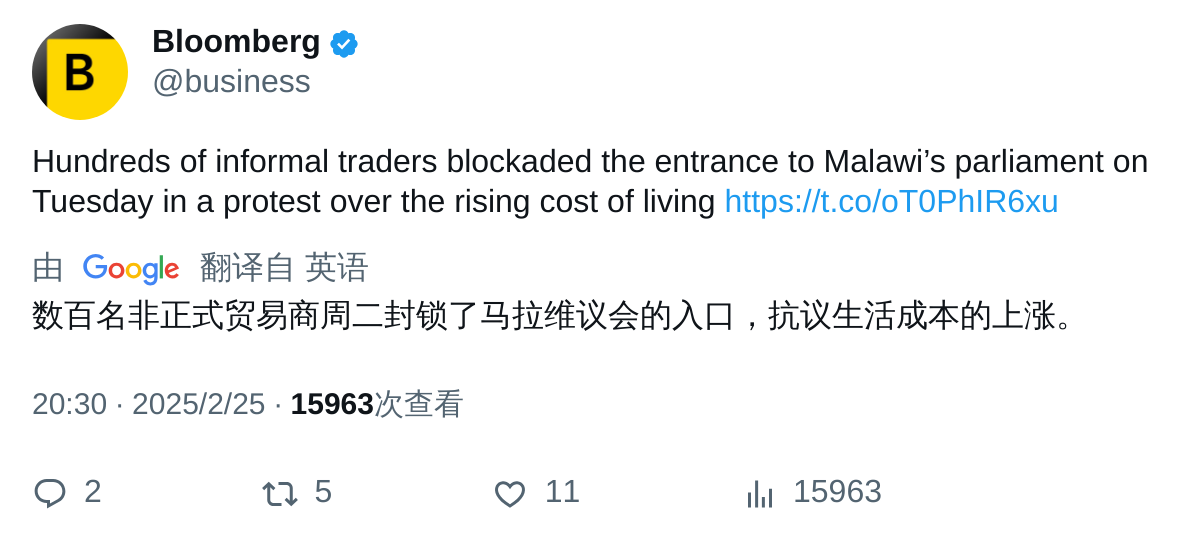 B
Bloomberg
@business
Hundreds of informal traders blockaded the entrance to Malawi’s parliament on
Tuesday in a protest over the rising cost of living https://t.co/oT0PhIR6xu
由 Google 翻译自 英语
数百名非正式贸易商周二封锁了马拉维议会的入口，抗议生活成本的上涨。
20:30 · 2025/2/25 · 15963次查看
2 5 11 15963